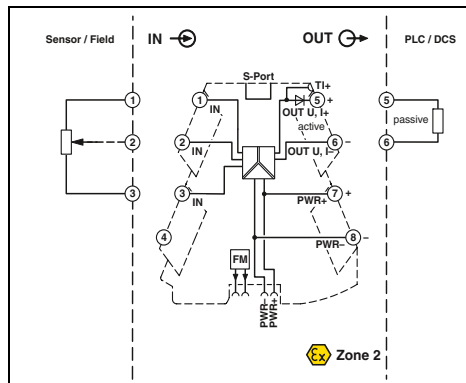 Sensor / Field
IN
OUT
PLC / DCS
S-Port
TI+
1
1
IN
5
+
OUT U, I+
active
5
passive
2
2
IN
6
–
OUT U, I–
6
3
3
IN
7
+
PWR+
4
8
–
PWR–
FM
PWR–
PWR+
Ex
Zone 2